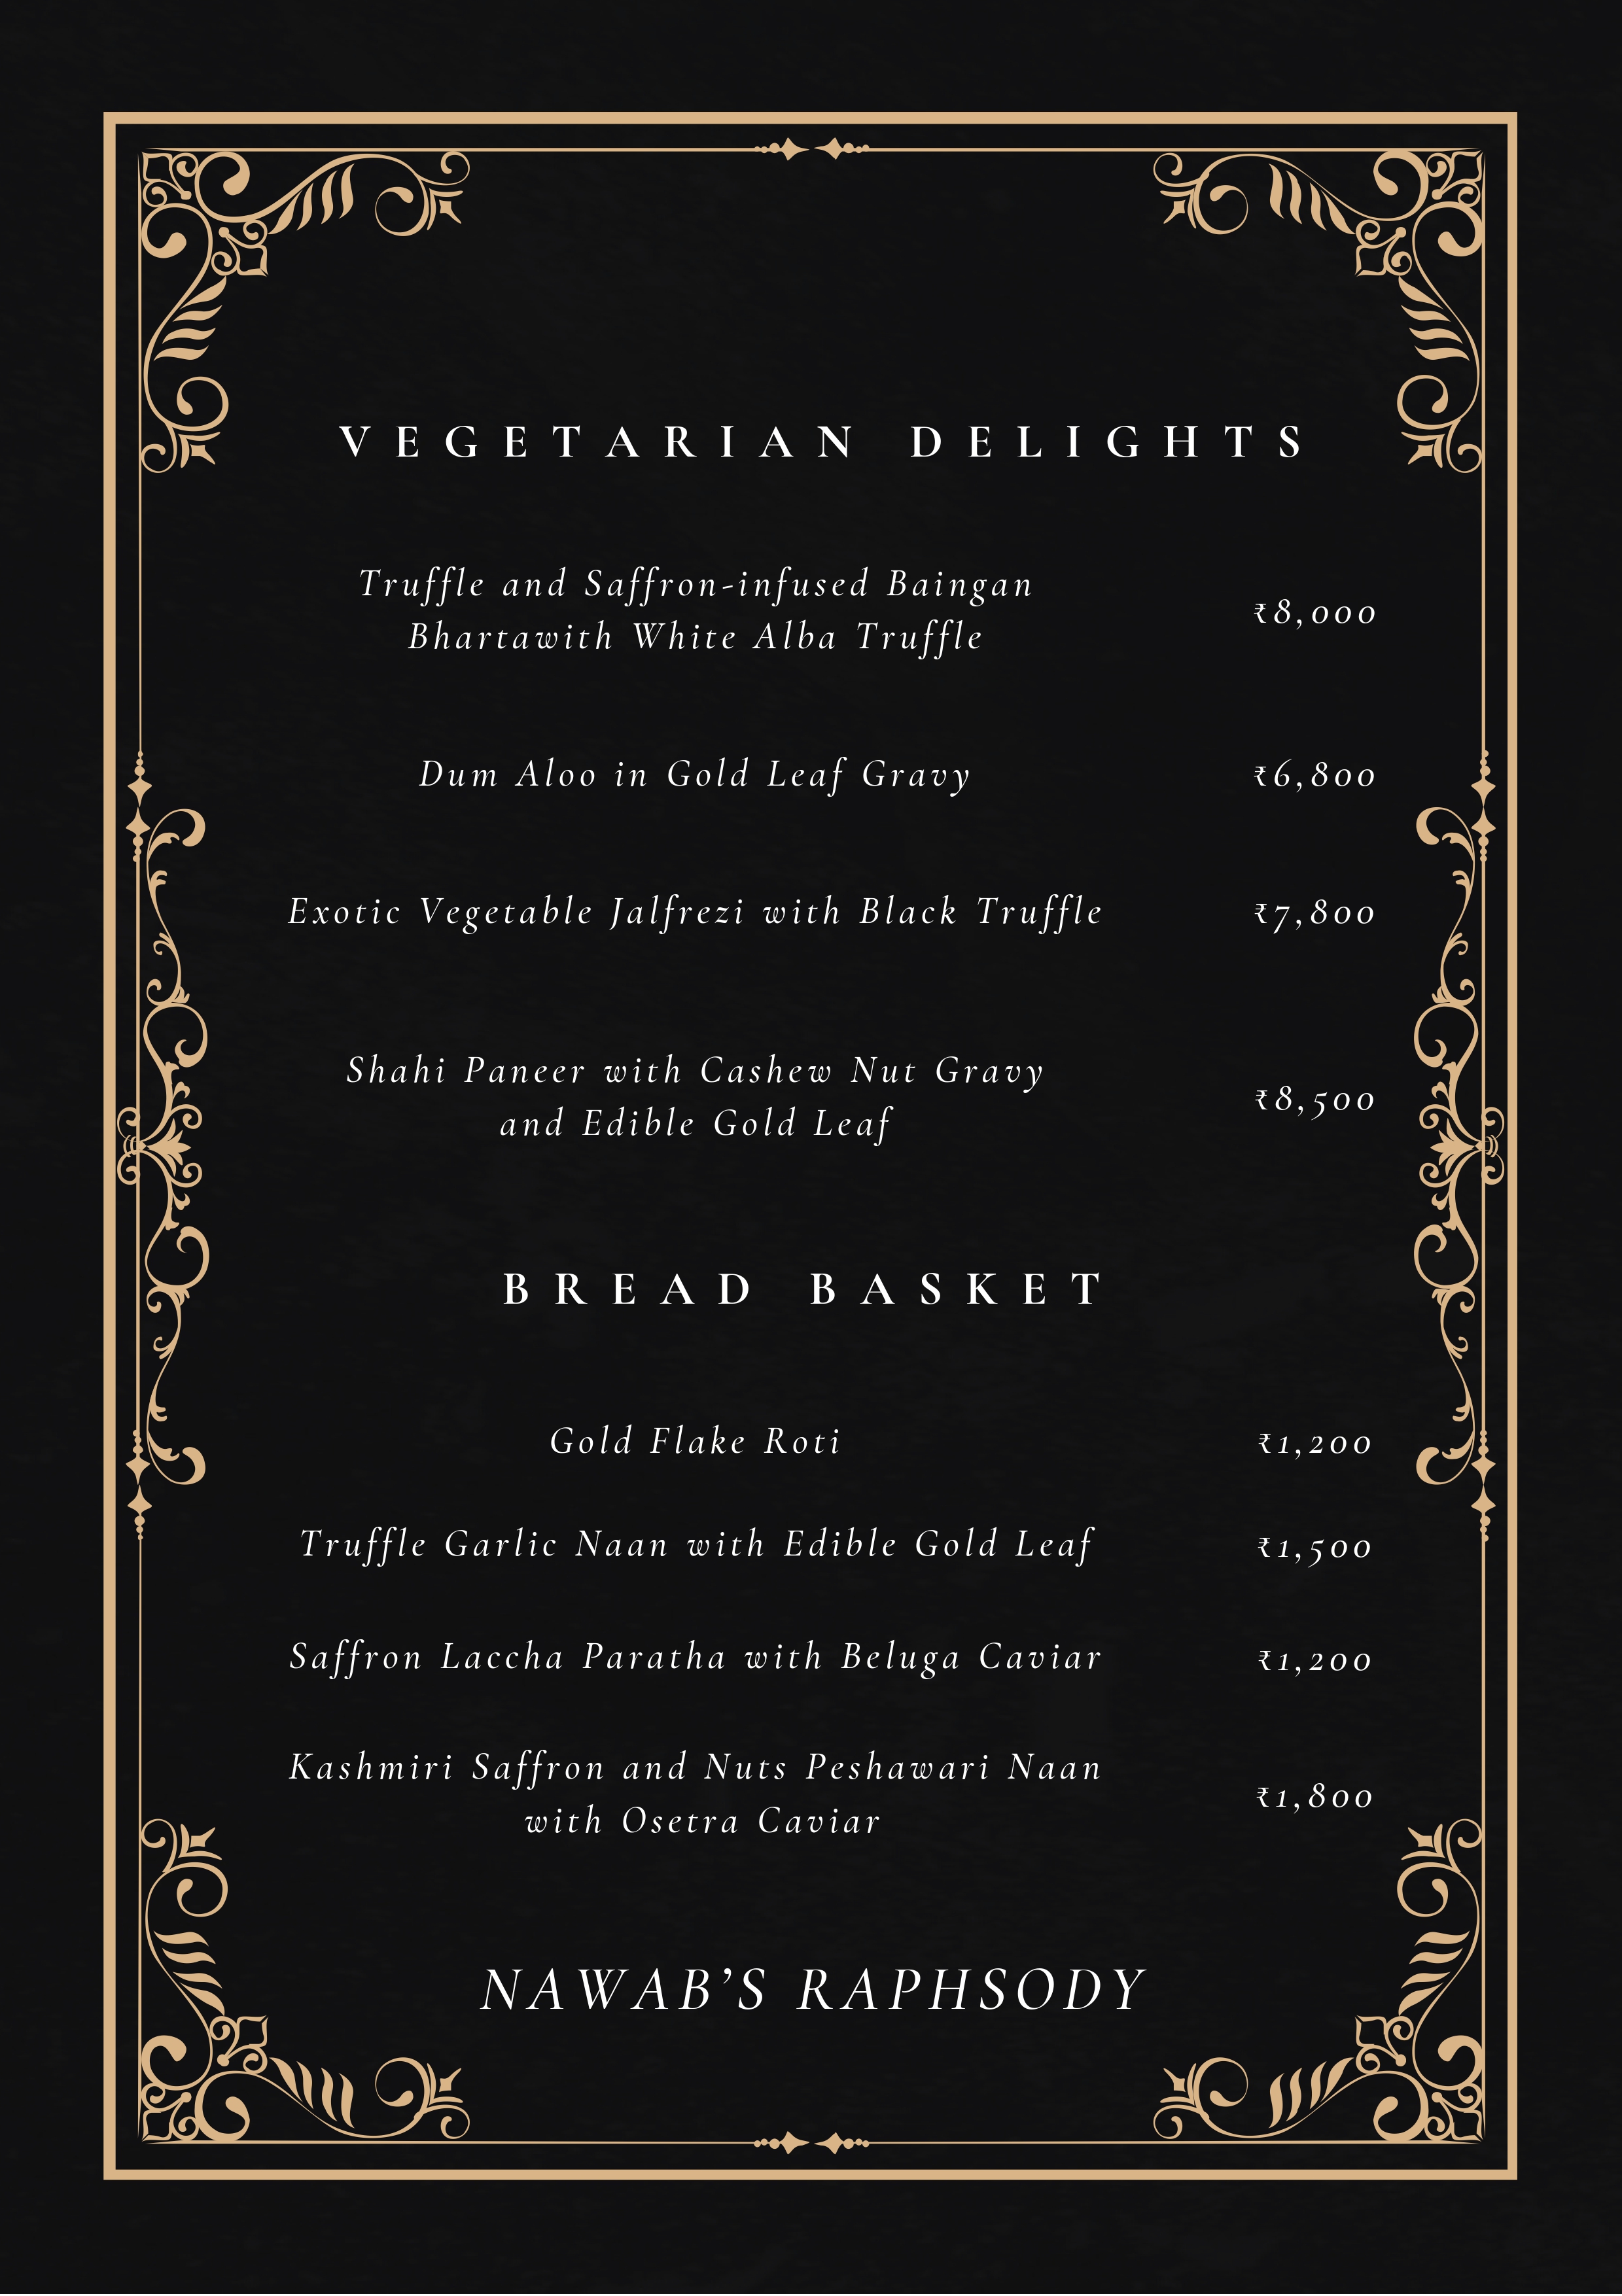 VEGETARIAN DELIGHTS
Truffle and Saffron-infused Baingan
Bhartawith White Alba Truffle
₹8,000
Dum Aloo in Gold Leaf Gravy
₹6,800
Exotic Vegetable Jalfrezi with Black Truffle
₹7,800
Shahi Paneer with Cashew Nut Gravy
and Edible Gold Leaf
₹8,500
BREAD BASKET
Gold Flake Roti
₹1,200
Truffle Garlic Naan with Edible Gold Leaf
₹1,500
Saffron Laccha Paratha with Beluga Caviar
₹1,200
Kashmiri Saffron and Nuts Peshawari Naan
with Osetra Caviar
₹1,800
NAWAB’S RAPHSODY